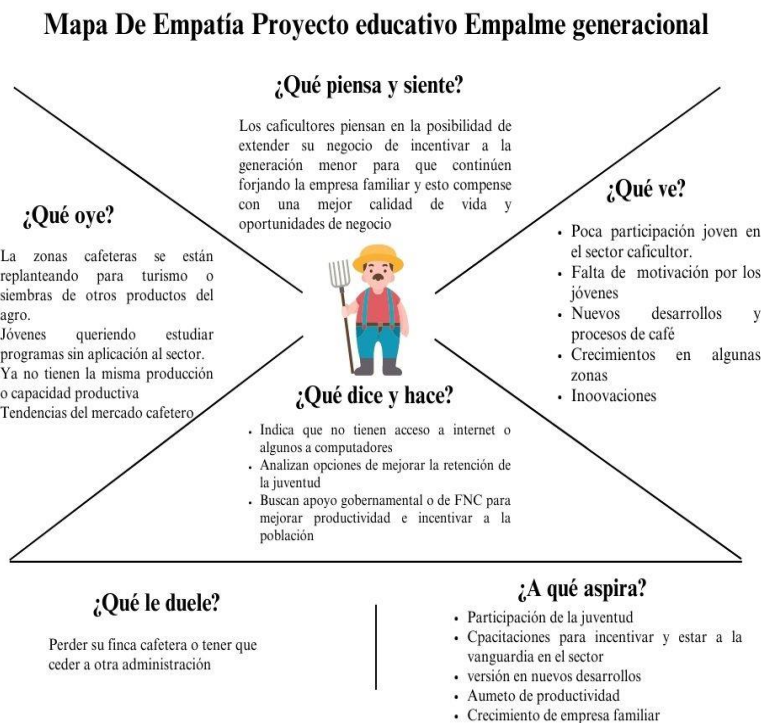 Mapa De Empatía Proyecto educativo Empalme generacional
¿Qué piensa y siente?
Los caficultores piensan en la posibilidad de
extender su negocio de incentivar a la
generación menor para que continúen
forjando la empresa familiar y esto compense
con una mejor calidad de vida y
oportunidades de negocio
¿Qué oye?
La zonas cafeteras se están
replanteando para turismo o
siembras de otros productos del
agro.
Jóvenes queriendo estudiar
programas sin aplicación al sector.
Ya no tienen la misma producción
o capacidad productiva
Tendencias del mercado cafetero
¿Qué ve?
• Poca participación joven en
el sector caficultor.
• Falta de motivación por los
jóvenes
• Nuevos desarrollos y
procesos de café
• Crecimientos en algunas
zonas
• Inoovaciones
¿Qué dice y hace?
• Indica que no tienen acceso a internet o
algunos a computadores
• Analizan opciones de mejorar la retención de
la juventud
• Buscan apoyo gobernamental o de FNC para
mejorar productividad e incentivar a la
población
¿Qué le duele?
Perder su finca cafetera o tener que
ceder a otra administración
¿A qué aspira?
• Participación de la juventud
• Cpacitaciones para incentivar y estar a la
vanguardia en el sector
• versión en nuevos desarrollos
• Aumeto de productividad
• Crecimiento de empresa familiar